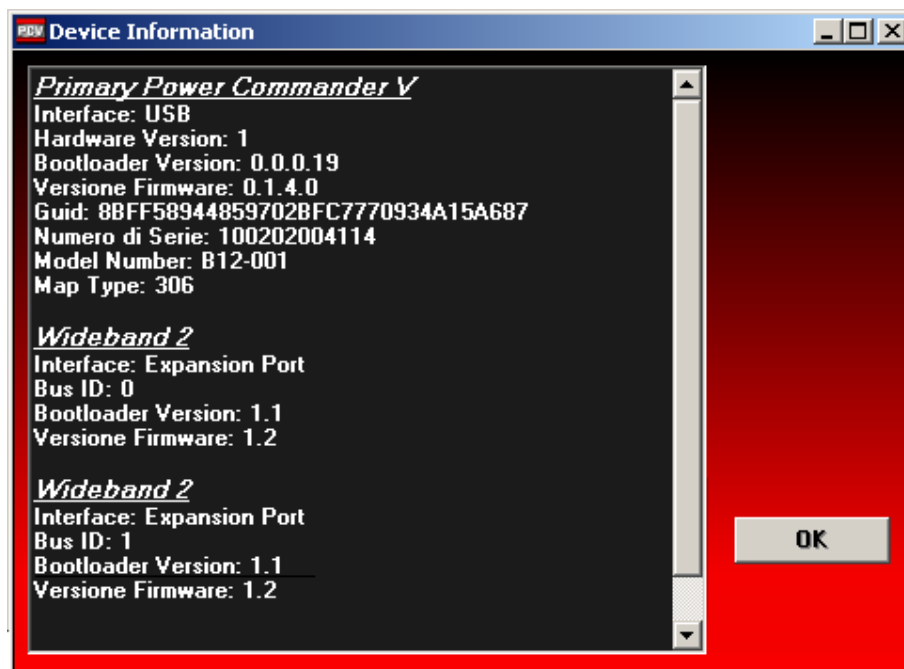 PCV Device Information
Primary Power Commander V
Interface: USB
Hardware Version: 1
Bootloader Version: 0.0.0.19
Versione Firmware: 0.1.4.0
Guid: 8BFF58944859702BFC7770934A15A687
Numero di Serie: 100202004114
Model Number: B12-001
Map Type: 306
Wideband 2
Interface: Expansion Port
Bus ID: 0
Bootloader Version: 1.1
Versione Firmware: 1.2
Wideband 2
Interface: Expansion Port
Bus ID: 1
Bootloader Version: 1.1
Versione Firmware: 1.2
OK